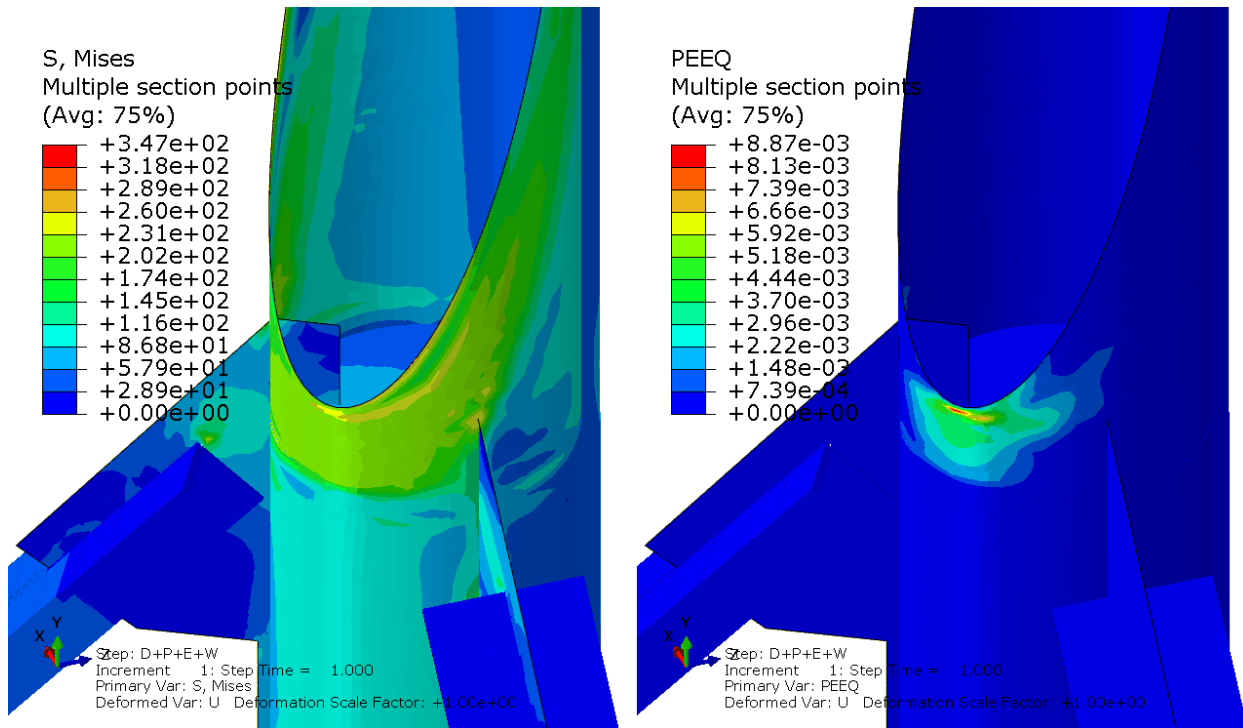 S, Mises
Multiple section points
(Avg: 75%)
+3.47e+02
+3.18e+02
+2.89e+02
+2.60e+02
+2.31e+02
+2.02e+02
+1.74e+02
+1.45e+02
+1.16e+02
+8.68e+01
+5.79e+01
+2.89e+01
+0.00e+00
X Y Z
Step: D+P+E+W
Increment 1: Step Time = 1.000
Primary Var: S, Mises
Deformed Var: U Deformation Scale Factor: +1.00e+00
PEEQ
Multiple section points
(Avg: 75%)
+8.87e-03
+8.13e-03
+7.39e-03
+6.66e-03
+5.92e-03
+5.18e-03
+4.44e-03
+3.70e-03
+2.96e-03
+2.22e-03
+1.48e-03
+7.39e-04
+0.00e+00
X Y Z
Step: D+P+E+W
Increment 1: Step Time = 1.000
Primary Var: PEEQ
Deformed Var: U Deformation Scale Factor: +1.00e+00